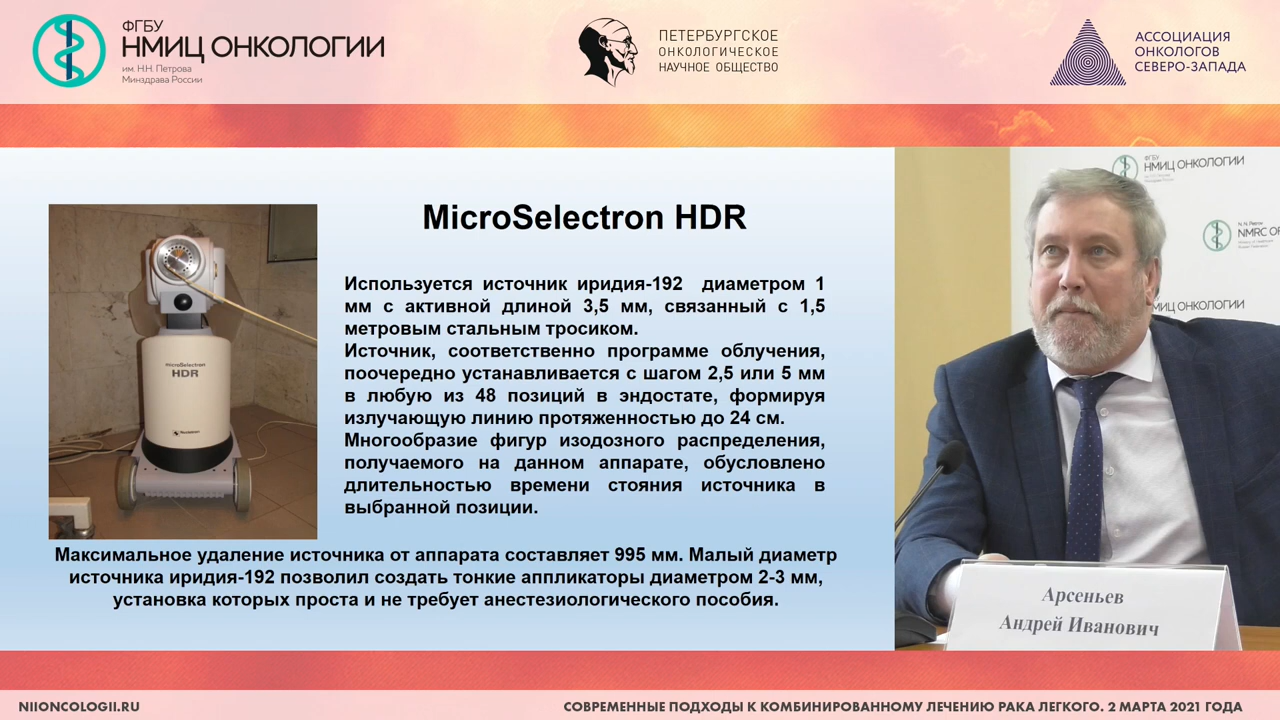 ФГБУ
НМИЦ ОНКОЛОГИИ
им. Н.Н. Петрова
Минздрава России
ПЕТЕРБУРГСКОЕ
ОНКОЛОГИЧЕСКОЕ
НАУЧНОЕ ОБЩЕСТВО
АССОЦИАЦИЯ
ОНКОЛОГОВ
СЕВЕРО-ЗАПАДА
MicroSelectron HDR
microSelectron
HDR
Используется источник иридия-192 диаметром 1
мм с активной длиной 3,5 мм, связанный с 1,5
метровым стальным тросиком.
Источник, соответственно программе облучения,
поочередно устанавливается с шагом 2,5 или 5 мм
в любую из 48 позиций в эндостате, формируя
излучающую линию протяженностью до 24 см.
Многообразие фигур изодозного распределения,
получаемого на данном аппарате, обусловлено
длительностью времени стояния источника в
выбранной позиции.
Максимальное удаление источника от аппарата составляет 995 мм. Малый диаметр
источника иридия-192 позволил создать тонкие аппликаторы диаметром 2-3 мм,
установка которых проста и не требует анестезиологического пособия.
ФГБУ
НМИЦ ОНКОЛОГИИ
NMRC
МИЦ ОНКОЛОГИИ
Арсеньев
Андрей Иванович
NIIONCOLOGII.RU
СОВРЕМЕННЫЕ ПОДХОДЫ К КОМБИНИРОВАННОМУ ЛЕЧЕНИЮ РАКА ЛЕГКОГО. 2 МАРТА 2021 ГОДА